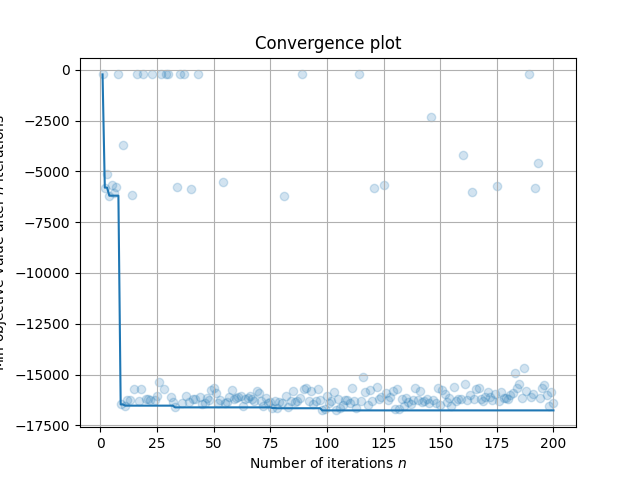 Convergence plot
0
−2500
−5000
−7500
−10000
−12500
−15000
−17500
0 25 50 75 100 125 150 175 200
Number of iterations n
objective value after n iterations